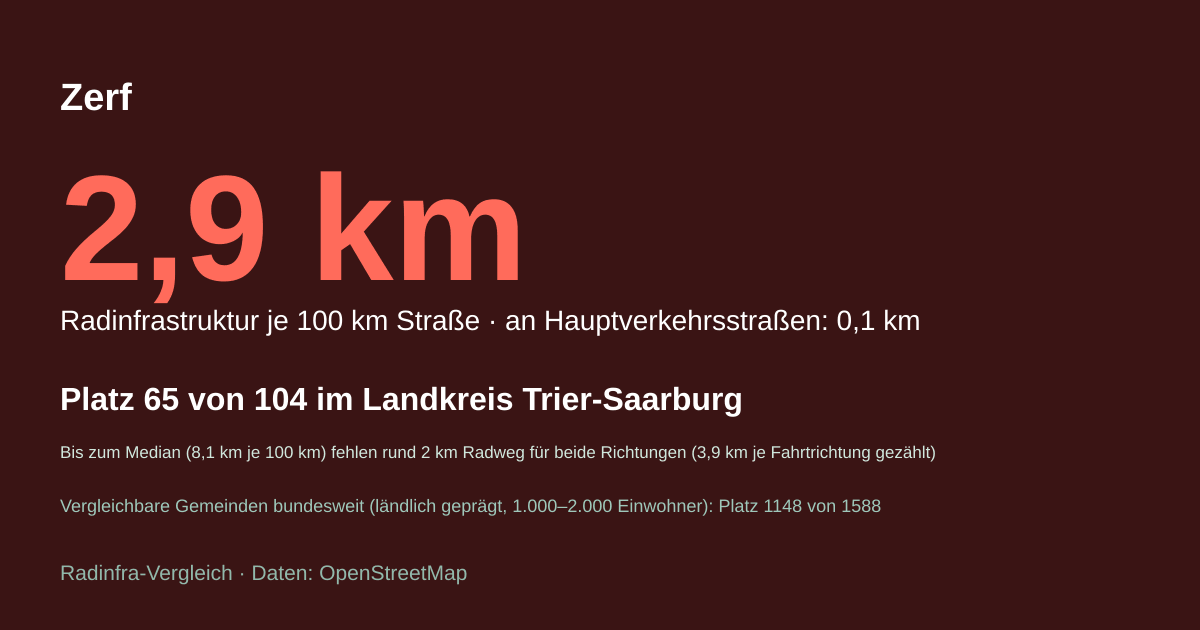 Zerf
2,9 km
Radinfrastruktur je 100 km Straße · an Hauptverkehrsstraßen: 0,1 km
Platz 65 von 104 im Landkreis Trier-Saarburg
Bis zum Median (8,1 km je 100 km) fehlen rund 2 km Radweg für beide Richtungen (3,9 km je Fahrtrichtung gezählt)
Vergleichbare Gemeinden bundesweit (ländlich geprägt, 1.000–2.000 Einwohner): Platz 1148 von 1588
Radinfra-Vergleich · Daten: OpenStreetMap